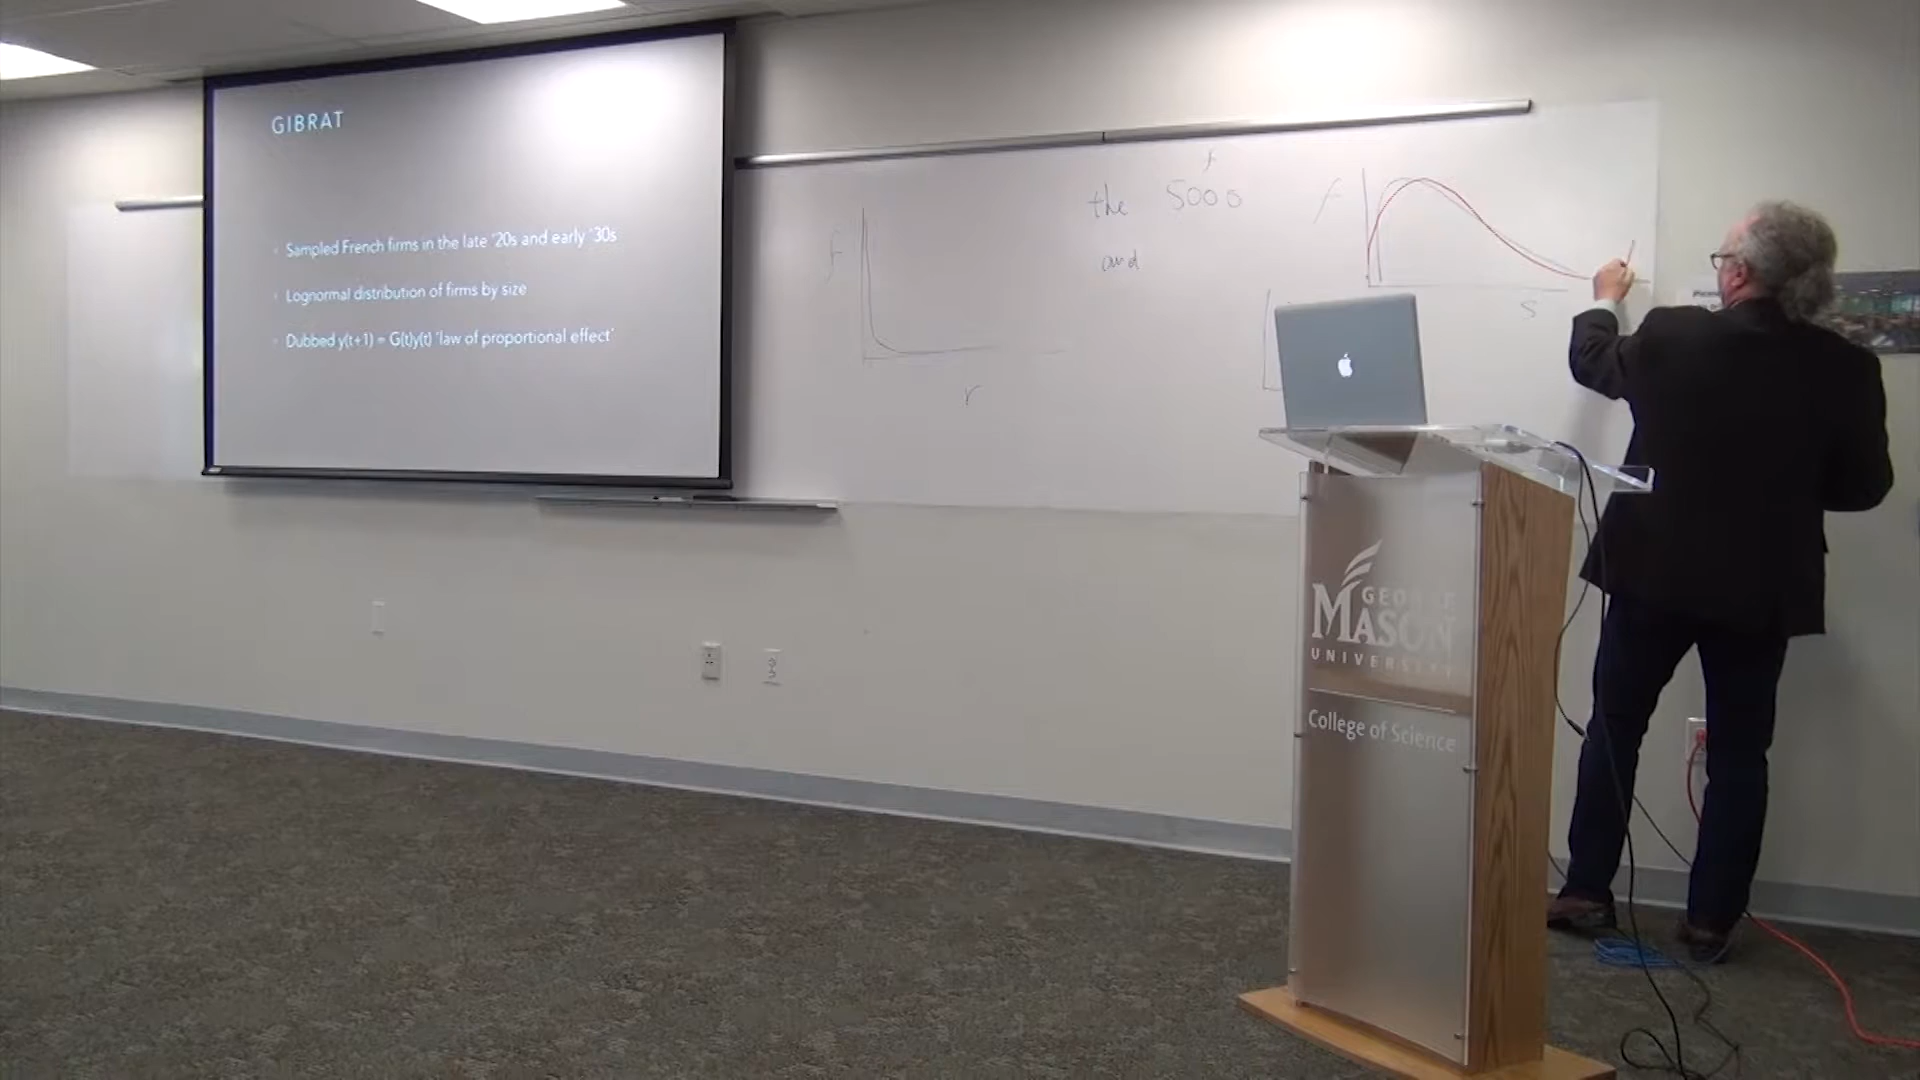 GIBRAT
Sampled French firms in the late '20s and early '30s
Lognormal distribution of firms by size
Dubbed y(t+1) = G(t)y(t) 'law of proportional effect'
f
r
the 5000
f
and
f
s
GEORGE
MASON
UNIVERSITY
College of Science